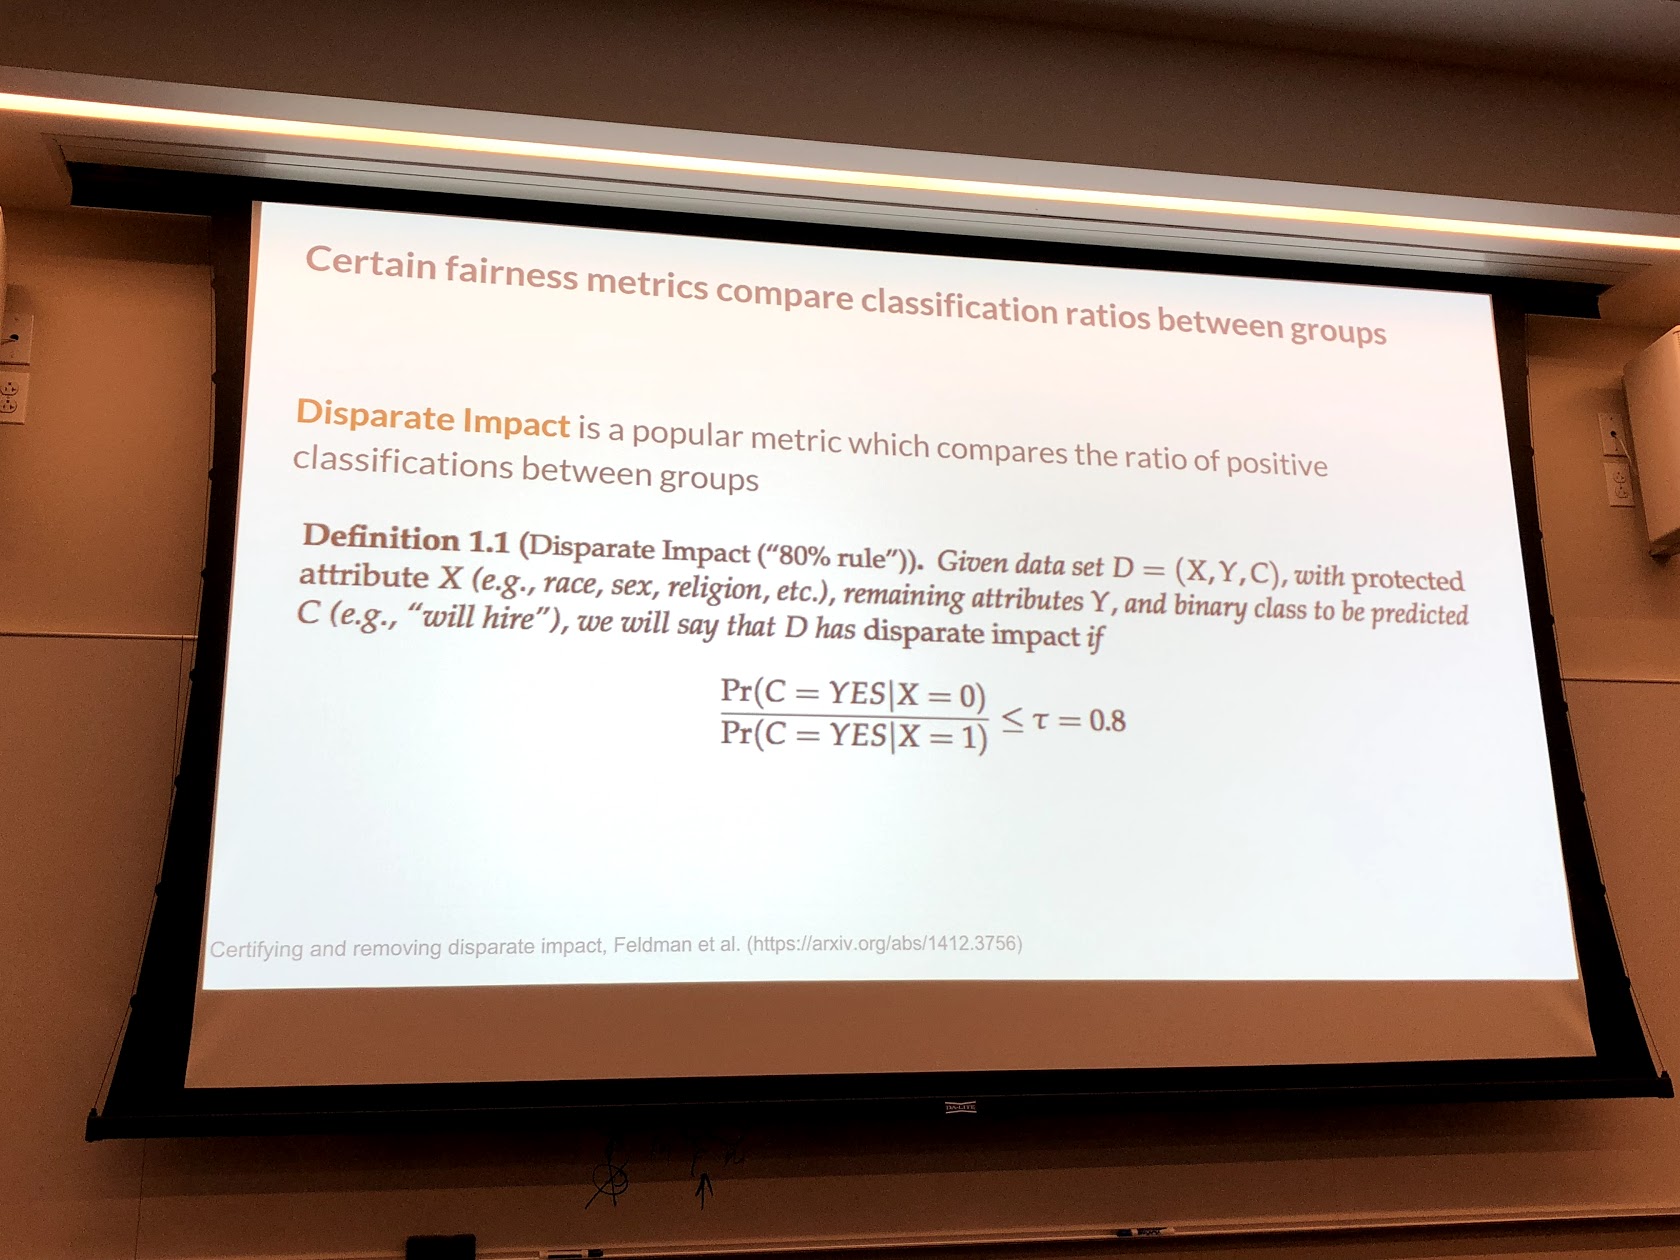 Certain fairness metrics compare classification ratios between groups
Disparate Impact is a popular metric which compares the ratio of positive
classifications between groups
Definition 1.1 (Disparate Impact (“80% rule”)). Given data set D = (X,Y,C), with protected
attribute X (e.g., race, sex, religion, etc.), remaining attributes Y, and binary class to be predicted
C (e.g., “will hire”), we will say that D has disparate impact if
Pr(C = YES|X = 0)
Pr(C = YES|X = 1)
≤ τ = 0.8
Certifying and removing disparate impact, Feldman et al. (https://arxiv.org/abs/1412.3756)
DA-LITE